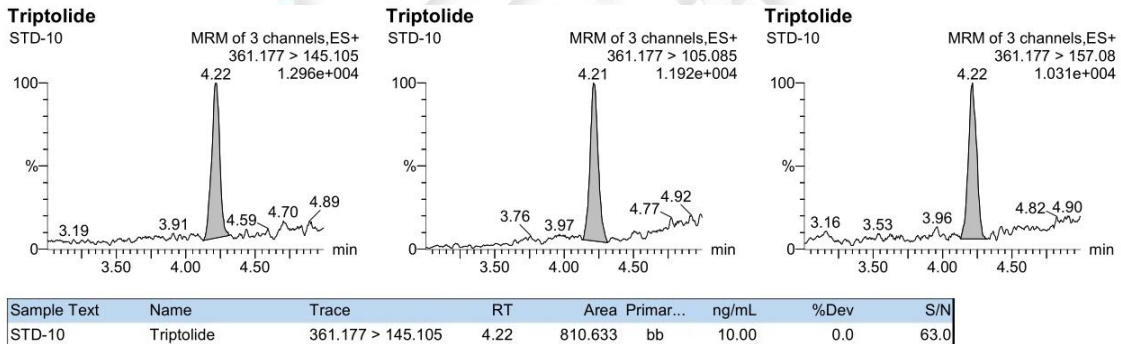 Triptolide
STD-10
MRM of 3 channels,ES+
361.177 > 145.105
1.296e+004
100
%
0
4.22
3.19
3.91
4.59
4.70
4.89
3.50
4.00
4.50
min
Triptolide
STD-10
MRM of 3 channels,ES+
361.177 > 105.085
1.192e+004
100
%
0
4.21
3.76
3.97
4.77
4.92
3.50
4.00
4.50
min
Triptolide
STD-10
MRM of 3 channels,ES+
361.177 > 157.08
1.031e+004
100
%
0
4.22
3.16
3.53
3.96
4.82
4.90
3.50
4.00
4.50
min
Sample Text Name Trace RT Area Primar... ng/mL %Dev S/N
STD-10 Triptolide 361.177 > 145.105 4.22 810.633 bb 10.00 0.0 63.0